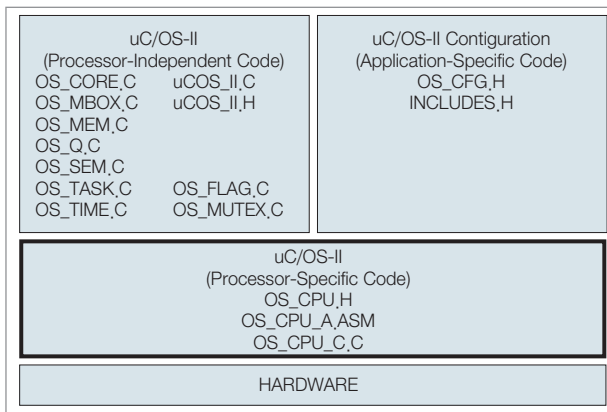 uC/OS-II
(Processor-Independent Code)
OS_CORE.C uCOS_II.C
OS_MBOX.C uCOS_II.H
OS_MEM.C
OS_Q.C
OS_SEM.C
OS_TASK.C OS_FLAG.C
OS_TIME.C OS_MUTEX.C
uC/OS-II Contiguration
(Application-Specific Code)
OS_CFG.H
INCLUDES.H
uC/OS-II
(Processor-Specific Code)
OS_CPU.H
OS_CPU_A.ASM
OS_CPU_C.C
HARDWARE